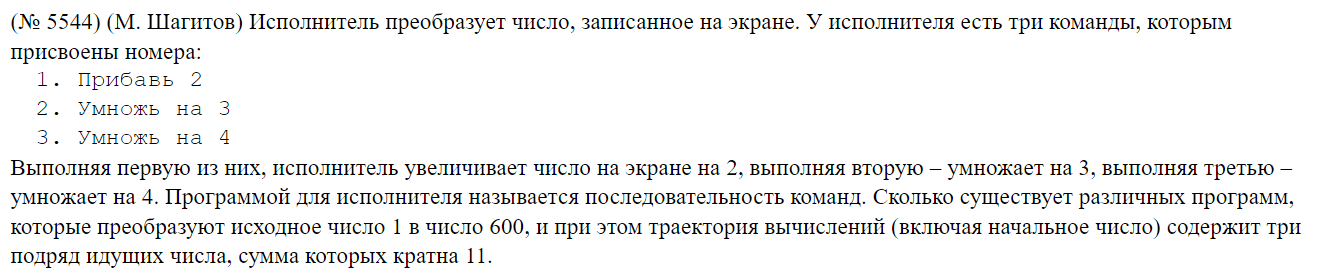 (№ 5544) (М. Шагитов) Исполнитель преобразует число, записанное на экране. У исполнителя есть три команды, которым
присвоены номера:
1. Прибавь 2
2. Умножь на 3
3. Умножь на 4
Выполняя первую из них, исполнитель увеличивает число на экране на 2, выполняя вторую – умножает на 3, выполняя третью –
умножает на 4. Программой для исполнителя называется последовательность команд. Сколько существует различных программ,
которые преобразуют исходное число 1 в число 600, и при этом траектория вычислений (включая начальное число) содержит три
подряд идущих числа, сумма которых кратна 11.